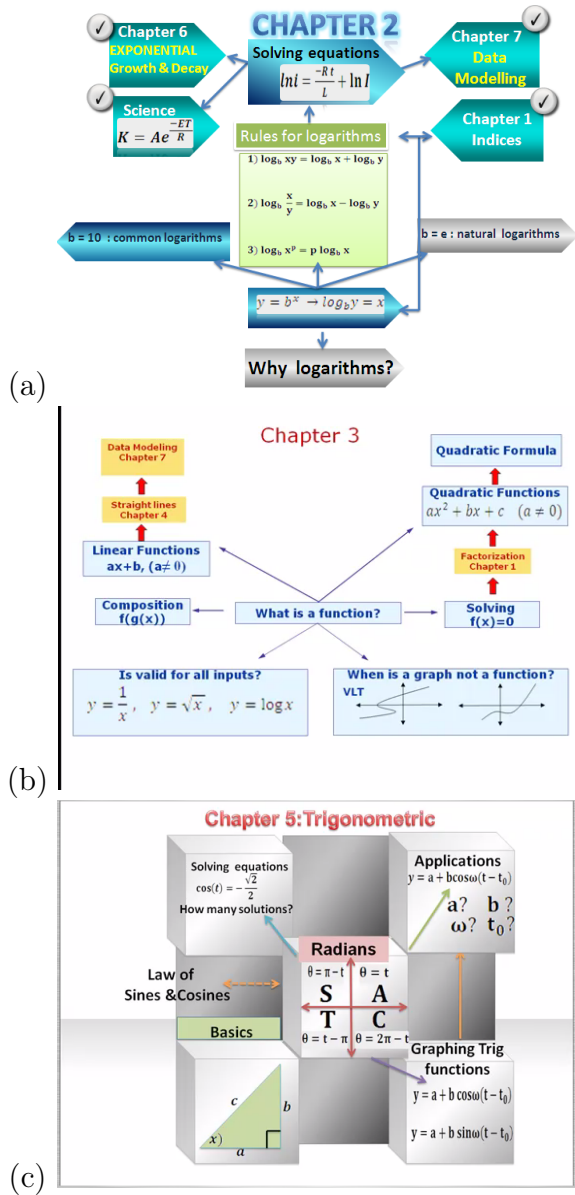 CHAPTER 2
Chapter 6
EXPONENTIAL
Growth & Decay
Solving equations
lni = −Rt/L + ln I
Chapter 7
Data
Modelling
Science
K = Ae^(−ET/R)
Rules for logarithms
Chapter 1
Indices
1) log_b xy = log_b x + log_b y
2) log_b x/y = log_b x − log_b y
3) log_b x^p = p log_b x
b = 10 : common logarithms
b = e : natural logarithms
y = b^x → log_b y = x
Why logarithms?
(a)
Chapter 3
Data Modeling
Chapter 7
Straight lines
Chapter 4
Linear Functions
ax+b, (a≠0)
Quadratic Formula
Quadratic Functions
ax² + bx + c (a ≠ 0)
Factorization
Chapter 1
Composition
f(g(x))
What is a function?
Solving
f(x)=0
Is valid for all inputs?
y = 1/x , y = √x , y = log x
When is a graph not a function?
VLT
(b)
Chapter 5:Trigonometric
Solving equations
cos(t) = −√2/2
How many solutions?
Applications
y = a + bcosω(t − t₀)
a? b ?
ω? t₀?
Radians
θ = π − t
θ = t
S A
T C
θ = t − π
θ = 2π − t
Law of
Sines &Cosines
Basics
c
b
x)
a
Graphing Trig
functions
y = a + b cosω(t − t₀)
y = a + b sinω(t − t₀)
(c)